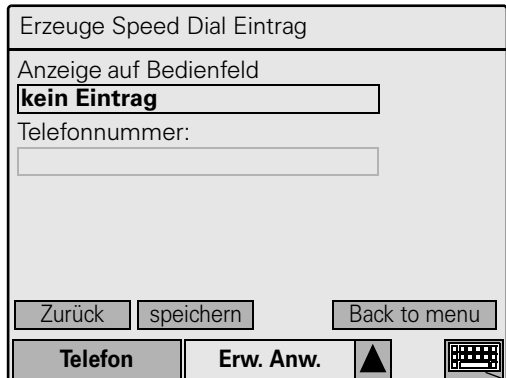 Erzeuge Speed Dial Eintrag
Anzeige auf Bedienfeld
kein Eintrag
Telefonnummer:
Zurück speichern Back to menu
Telefon Erw. Anw.